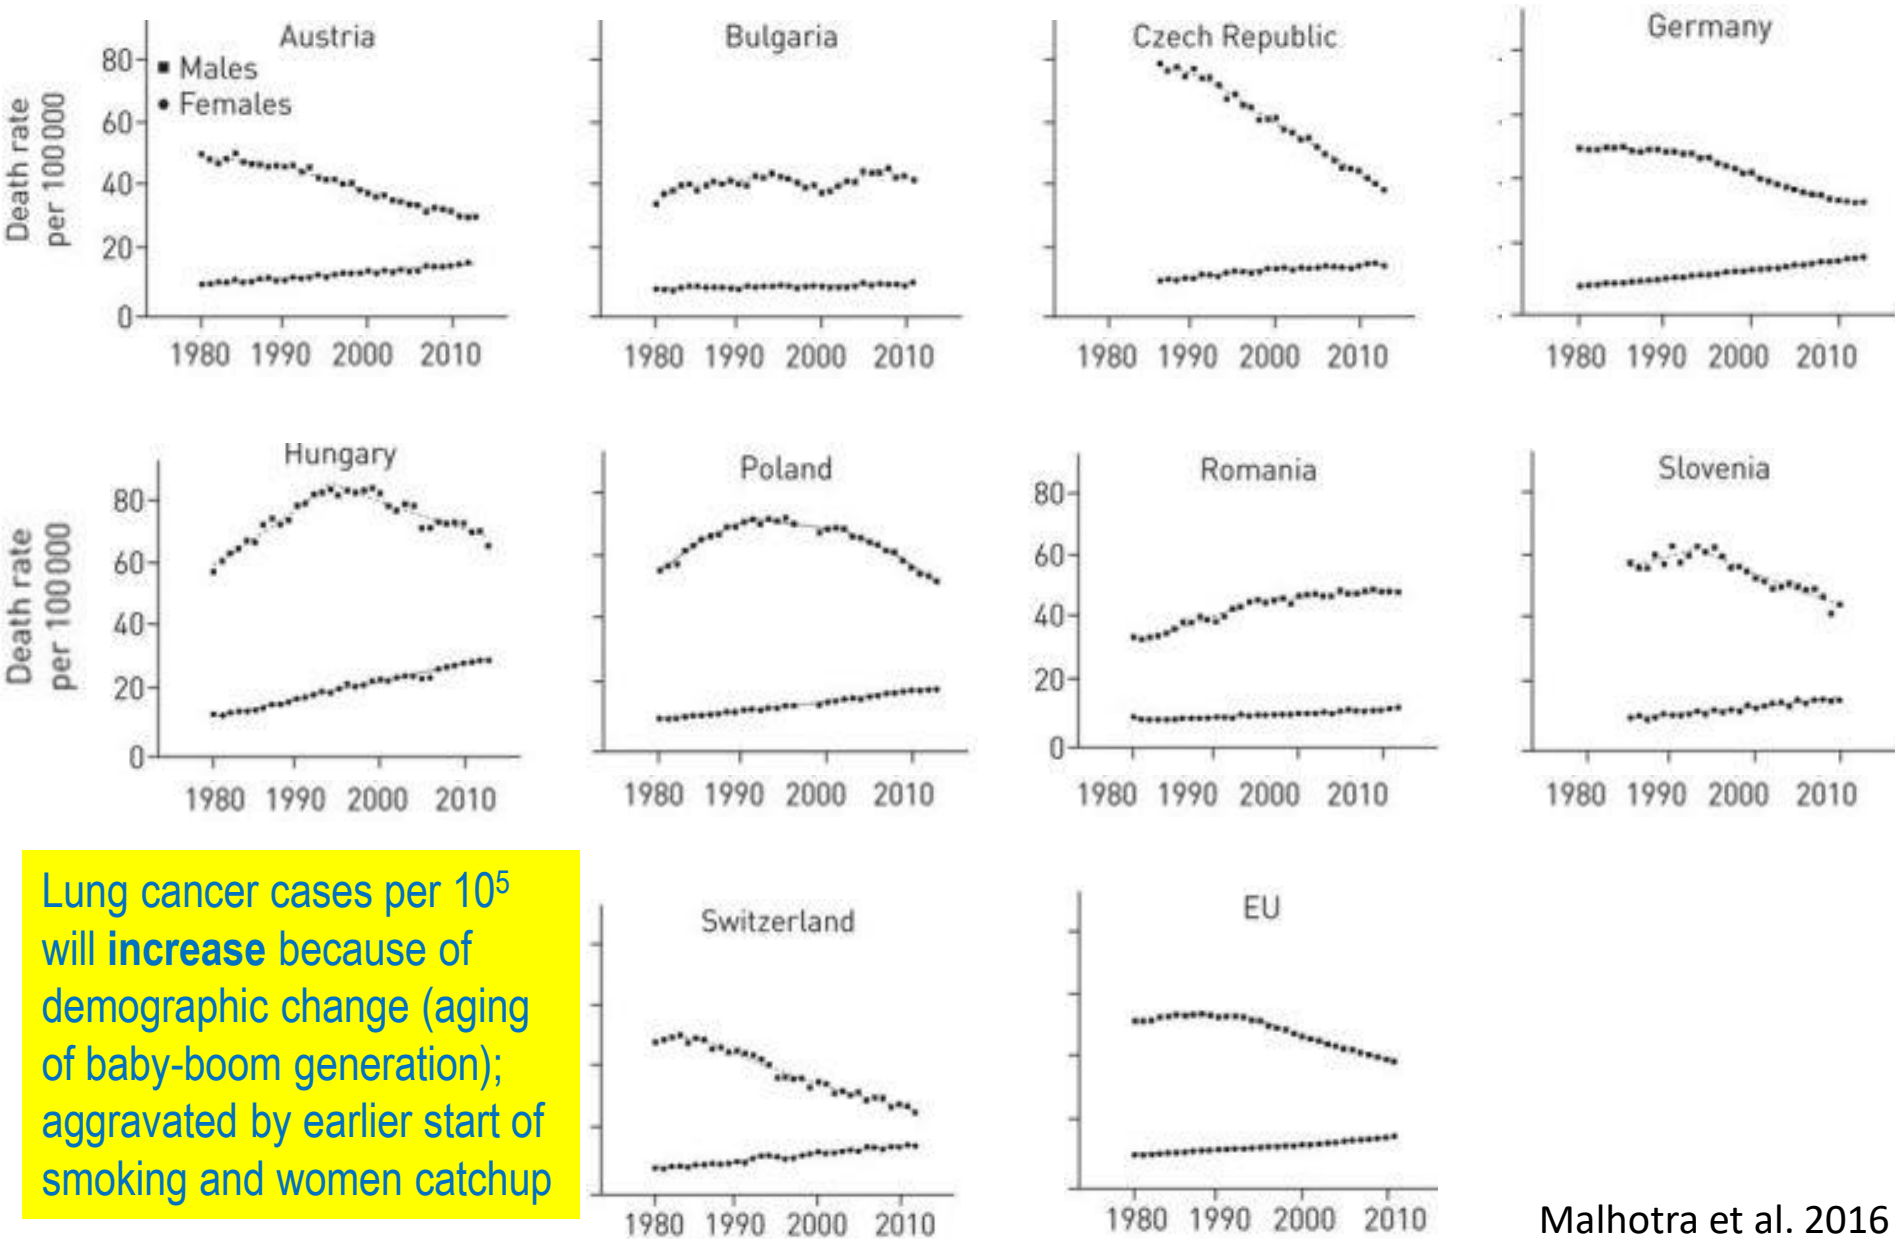 Austria
Bulgaria
Czech Republic
Germany
Death rate
per 100 000
80
60
40
20
0
Males
Females
1980 1990 2000 2010
1980 1990 2000 2010
1980 1990 2000 2010
1980 1990 2000 2010
Hungary
Poland
Romania
Slovenia
Death rate
per 100 000
80
60
40
20
0
80
60
40
20
0
1980 1990 2000 2010
1980 1990 2000 2010
1980 1990 2000 2010
1980 1990 2000 2010
Lung cancer cases per 10⁵
will increase because of
demographic change (aging
of baby-boom generation);
aggravated by earlier start of
smoking and women catchup
Switzerland
EU
1980 1990 2000 2010
1980 1990 2000 2010
Malhotra et al. 2016